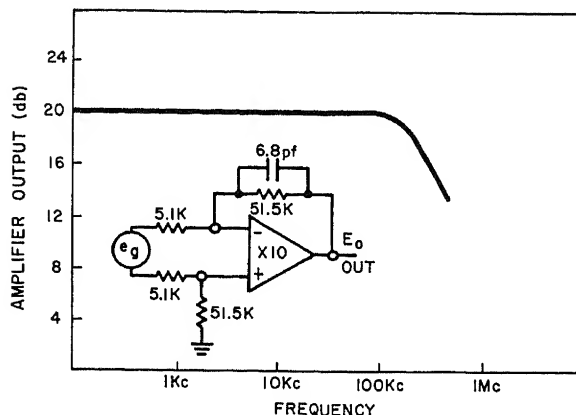 AMPLIFIER OUTPUT (db)
24
20
16
12
8
4
6.8pf
51.5K
5.1K
eg
-
X10
+
Eo
OUT
5.1K
51.5K
1Kc
10Kc
100Kc
1Mc
FREQUENCY